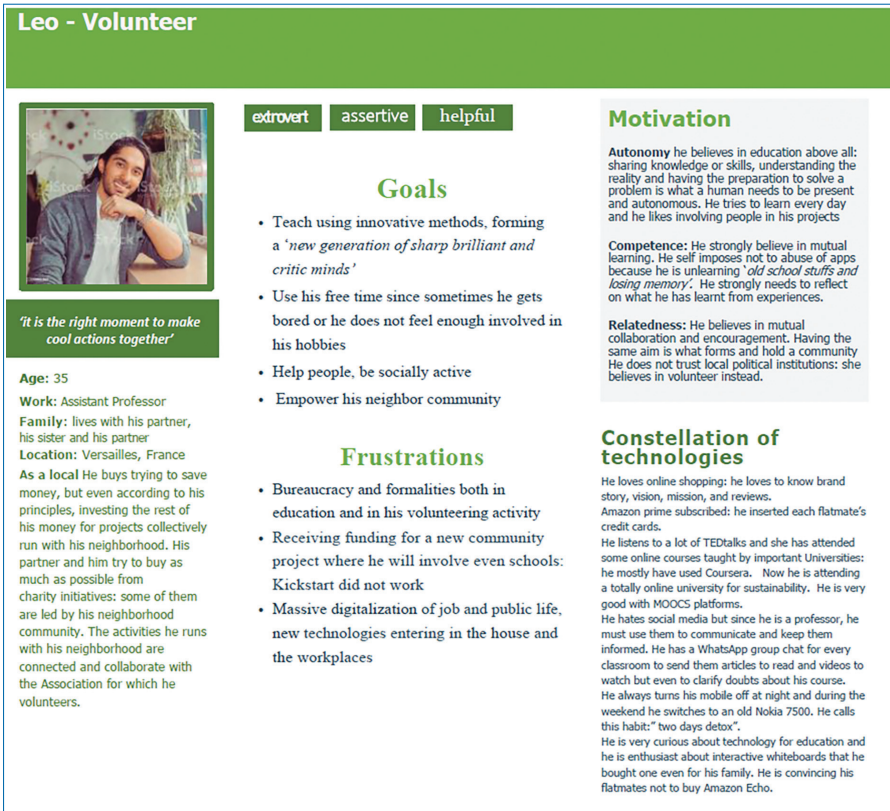 Leo - Volunteer
iStock
iStock
iStock
'it is the right moment to make
cool actions together'
Age: 35
Work: Assistant Professor
Family: lives with his partner,
his sister and his partner
Location: Versailles, France
As a local He buys trying to save
money, but even according to his
principles, investing the rest of
his money for projects collectively
run with his neighborhood. His
partner and him try to buy as
much as possible from
charity initiatives: some of them
are led by his neighborhood
community. The activities he runs
with his neighborhood are
connected and collaborate with
the Association for which he
volunteers.
extrovert
assertive
helpful
Goals
• Teach using innovative methods, forming
a 'new generation of sharp brilliant and
critic minds'
• Use his free time since sometimes he gets
bored or he does not feel enough involved in
his hobbies
• Help people, be socially active
• Empower his neighbor community
Frustrations
• Bureaucracy and formalities both in
education and in his volunteering activity
• Receiving funding for a new community
project where he will involve even schools:
Kickstart did not work
• Massive digitalization of job and public life,
new technologies entering in the house and
the workplaces
Motivation
Autonomy he believes in education above all:
sharing knowledge or skills, understanding the
reality and having the preparation to solve a
problem is what a human needs to be present
and autonomous. He tries to learn every day
and he likes involving people in his projects
Competence: He strongly believe in mutual
learning. He self imposes not to abuse of apps
because he is unlearning 'old school stuffs and
losing memory'. He strongly needs to reflect
on what he has learnt from experiences.
Relatedness: He believes in mutual
collaboration and encouragement. Having the
same aim is what forms and hold a community
He does not trust local political institutions: she
believes in volunteer instead.
Constellation of
technologies
He loves online shopping: he loves to know brand
story, vision, mission, and reviews.
Amazon prime subscribed: he inserted each flatmate's
credit cards.
He listens to a lot of TEDtalks and she has attended
some online courses taught by important Universities:
he mostly have used Coursera. Now he is attending
a totally online university for sustainability. He is very
good with MOOCS platforms.
He hates social media but since he is a professor, he
must use them to communicate and keep them
informed. He has a WhatsApp group chat for every
classroom to send them articles to read and videos to
watch but even to clarify doubts about his course.
He always turns his mobile off at night and during the
weekend he switches to an old Nokia 7500. He calls
this habit:" two days detox".
He is very curious about technology for education and
he is enthusiast about interactive whiteboards that he
bought one even for his family. He is convincing his
flatmates not to buy Amazon Echo.